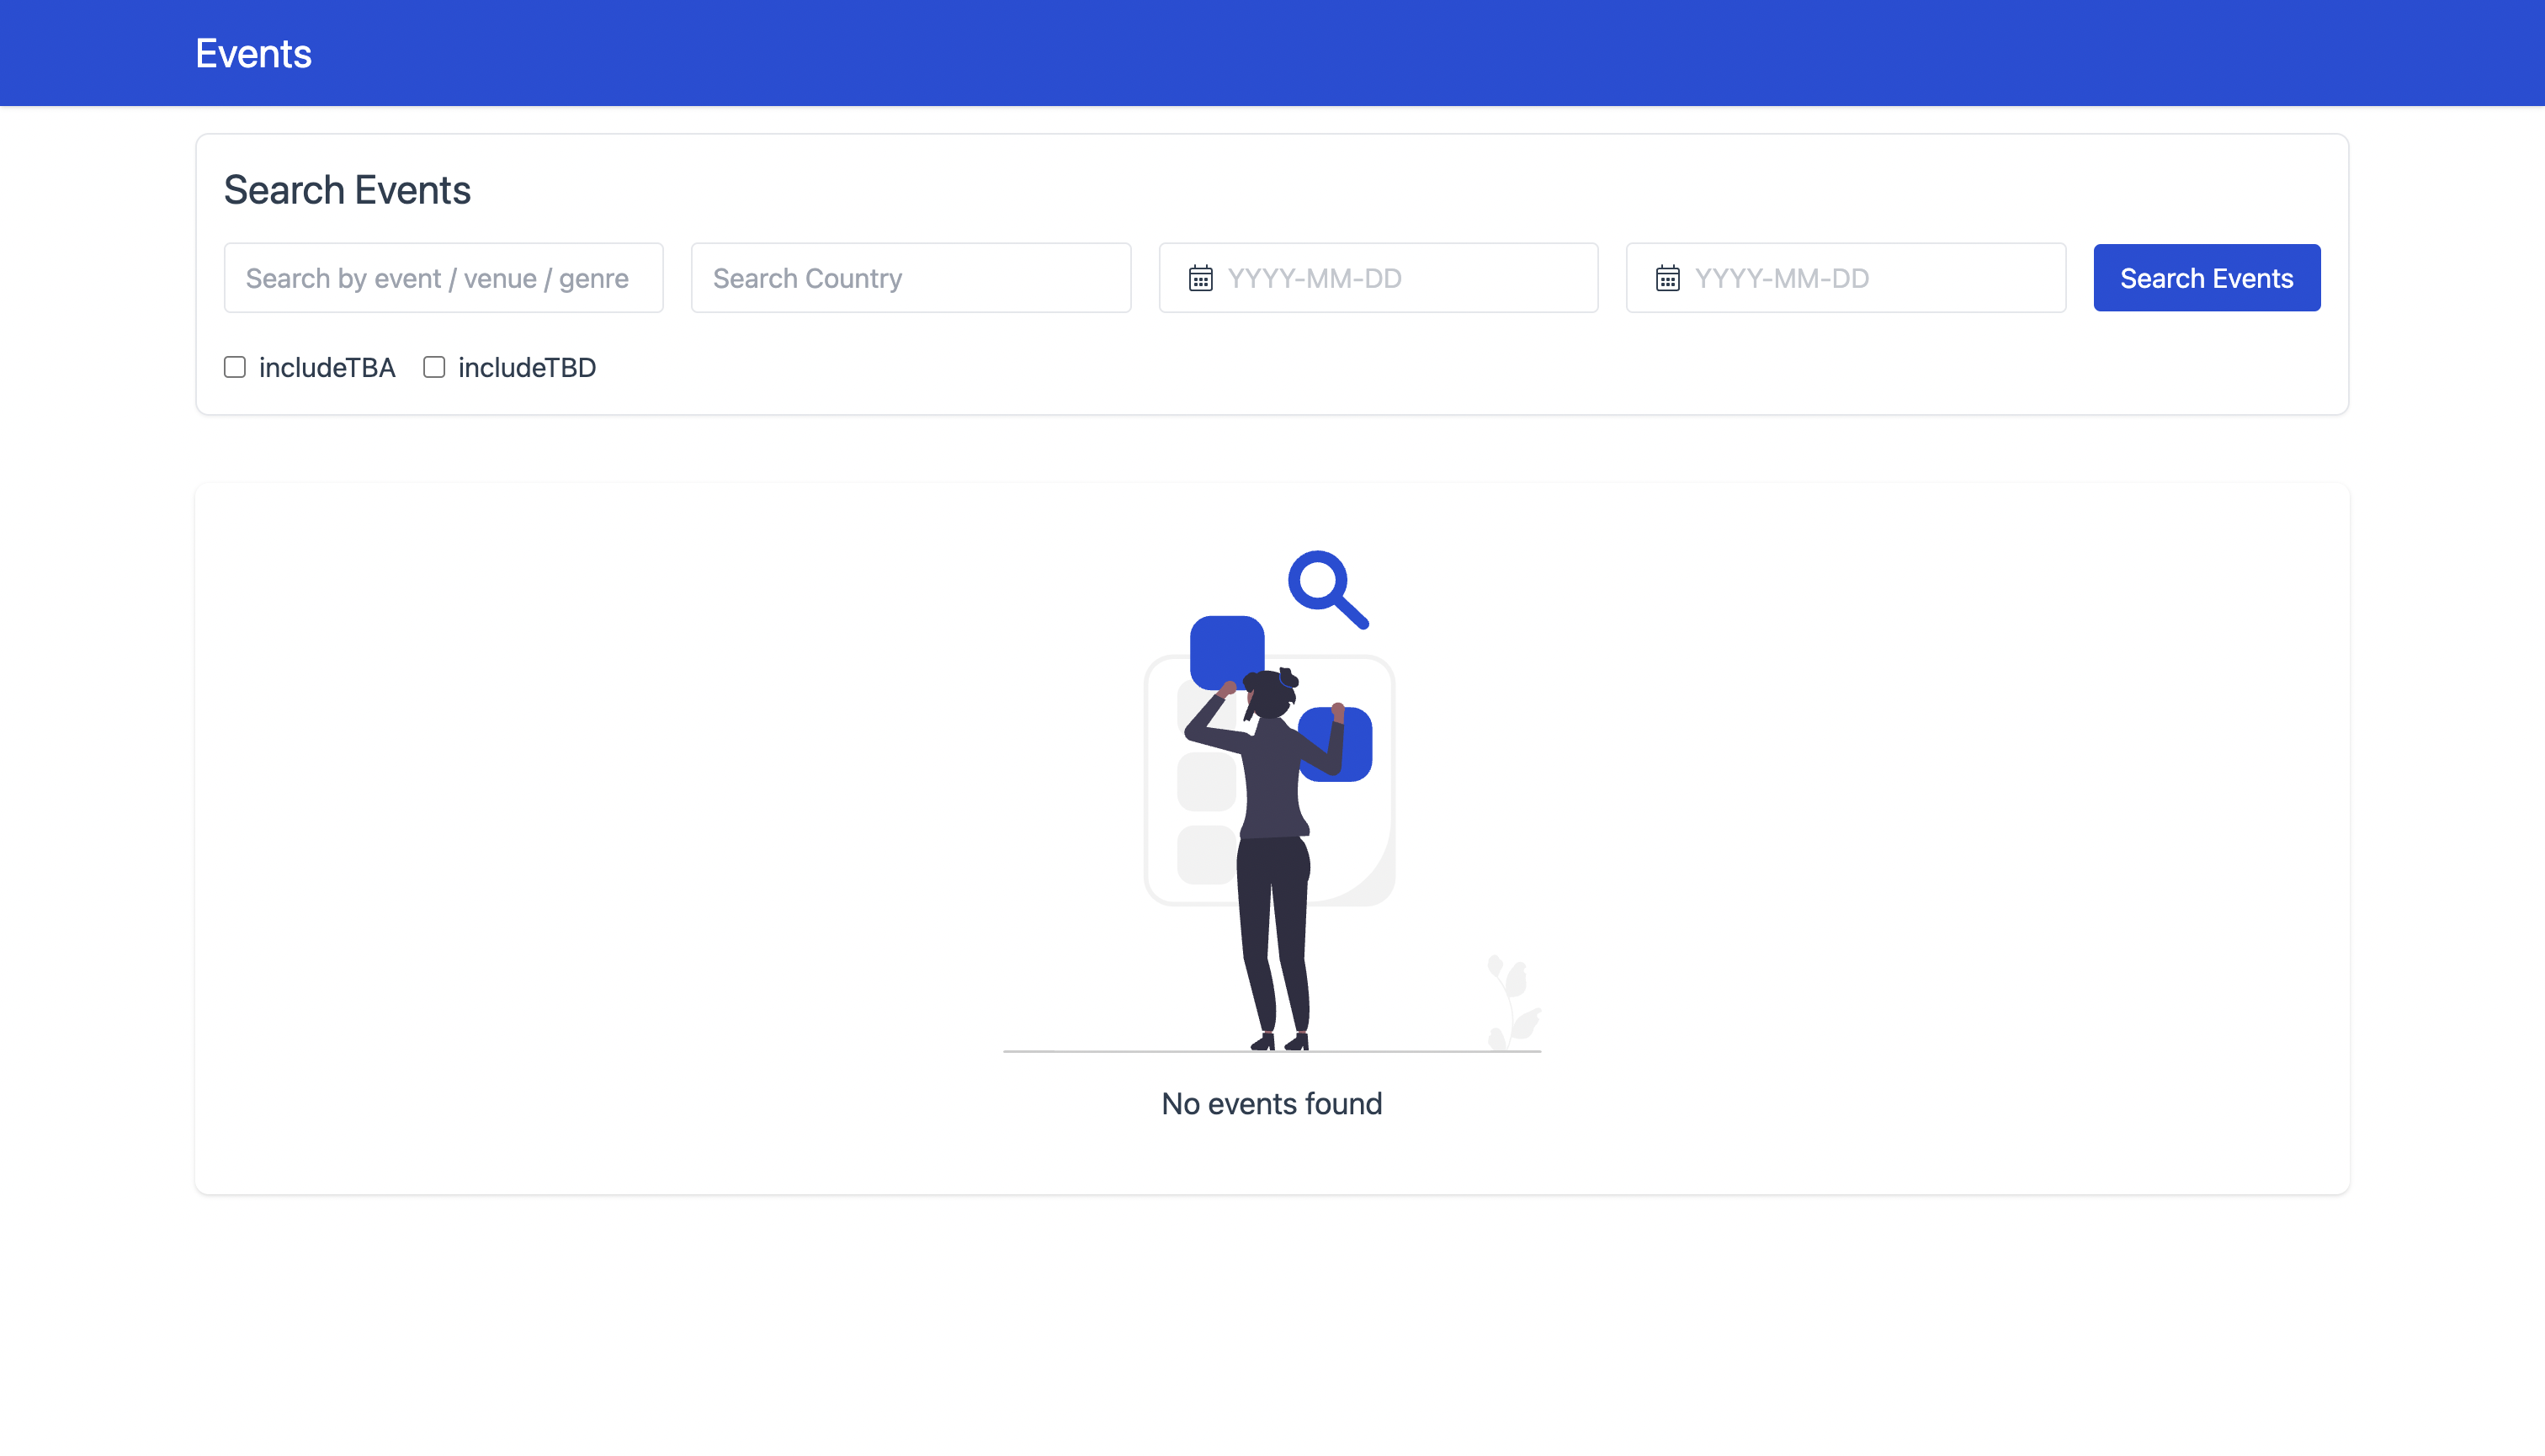 Events
Search Events
Search by event / venue / genre
Search Country
YYYY-MM-DD
YYYY-MM-DD
Search Events
includeTBA
includeTBD
No events found